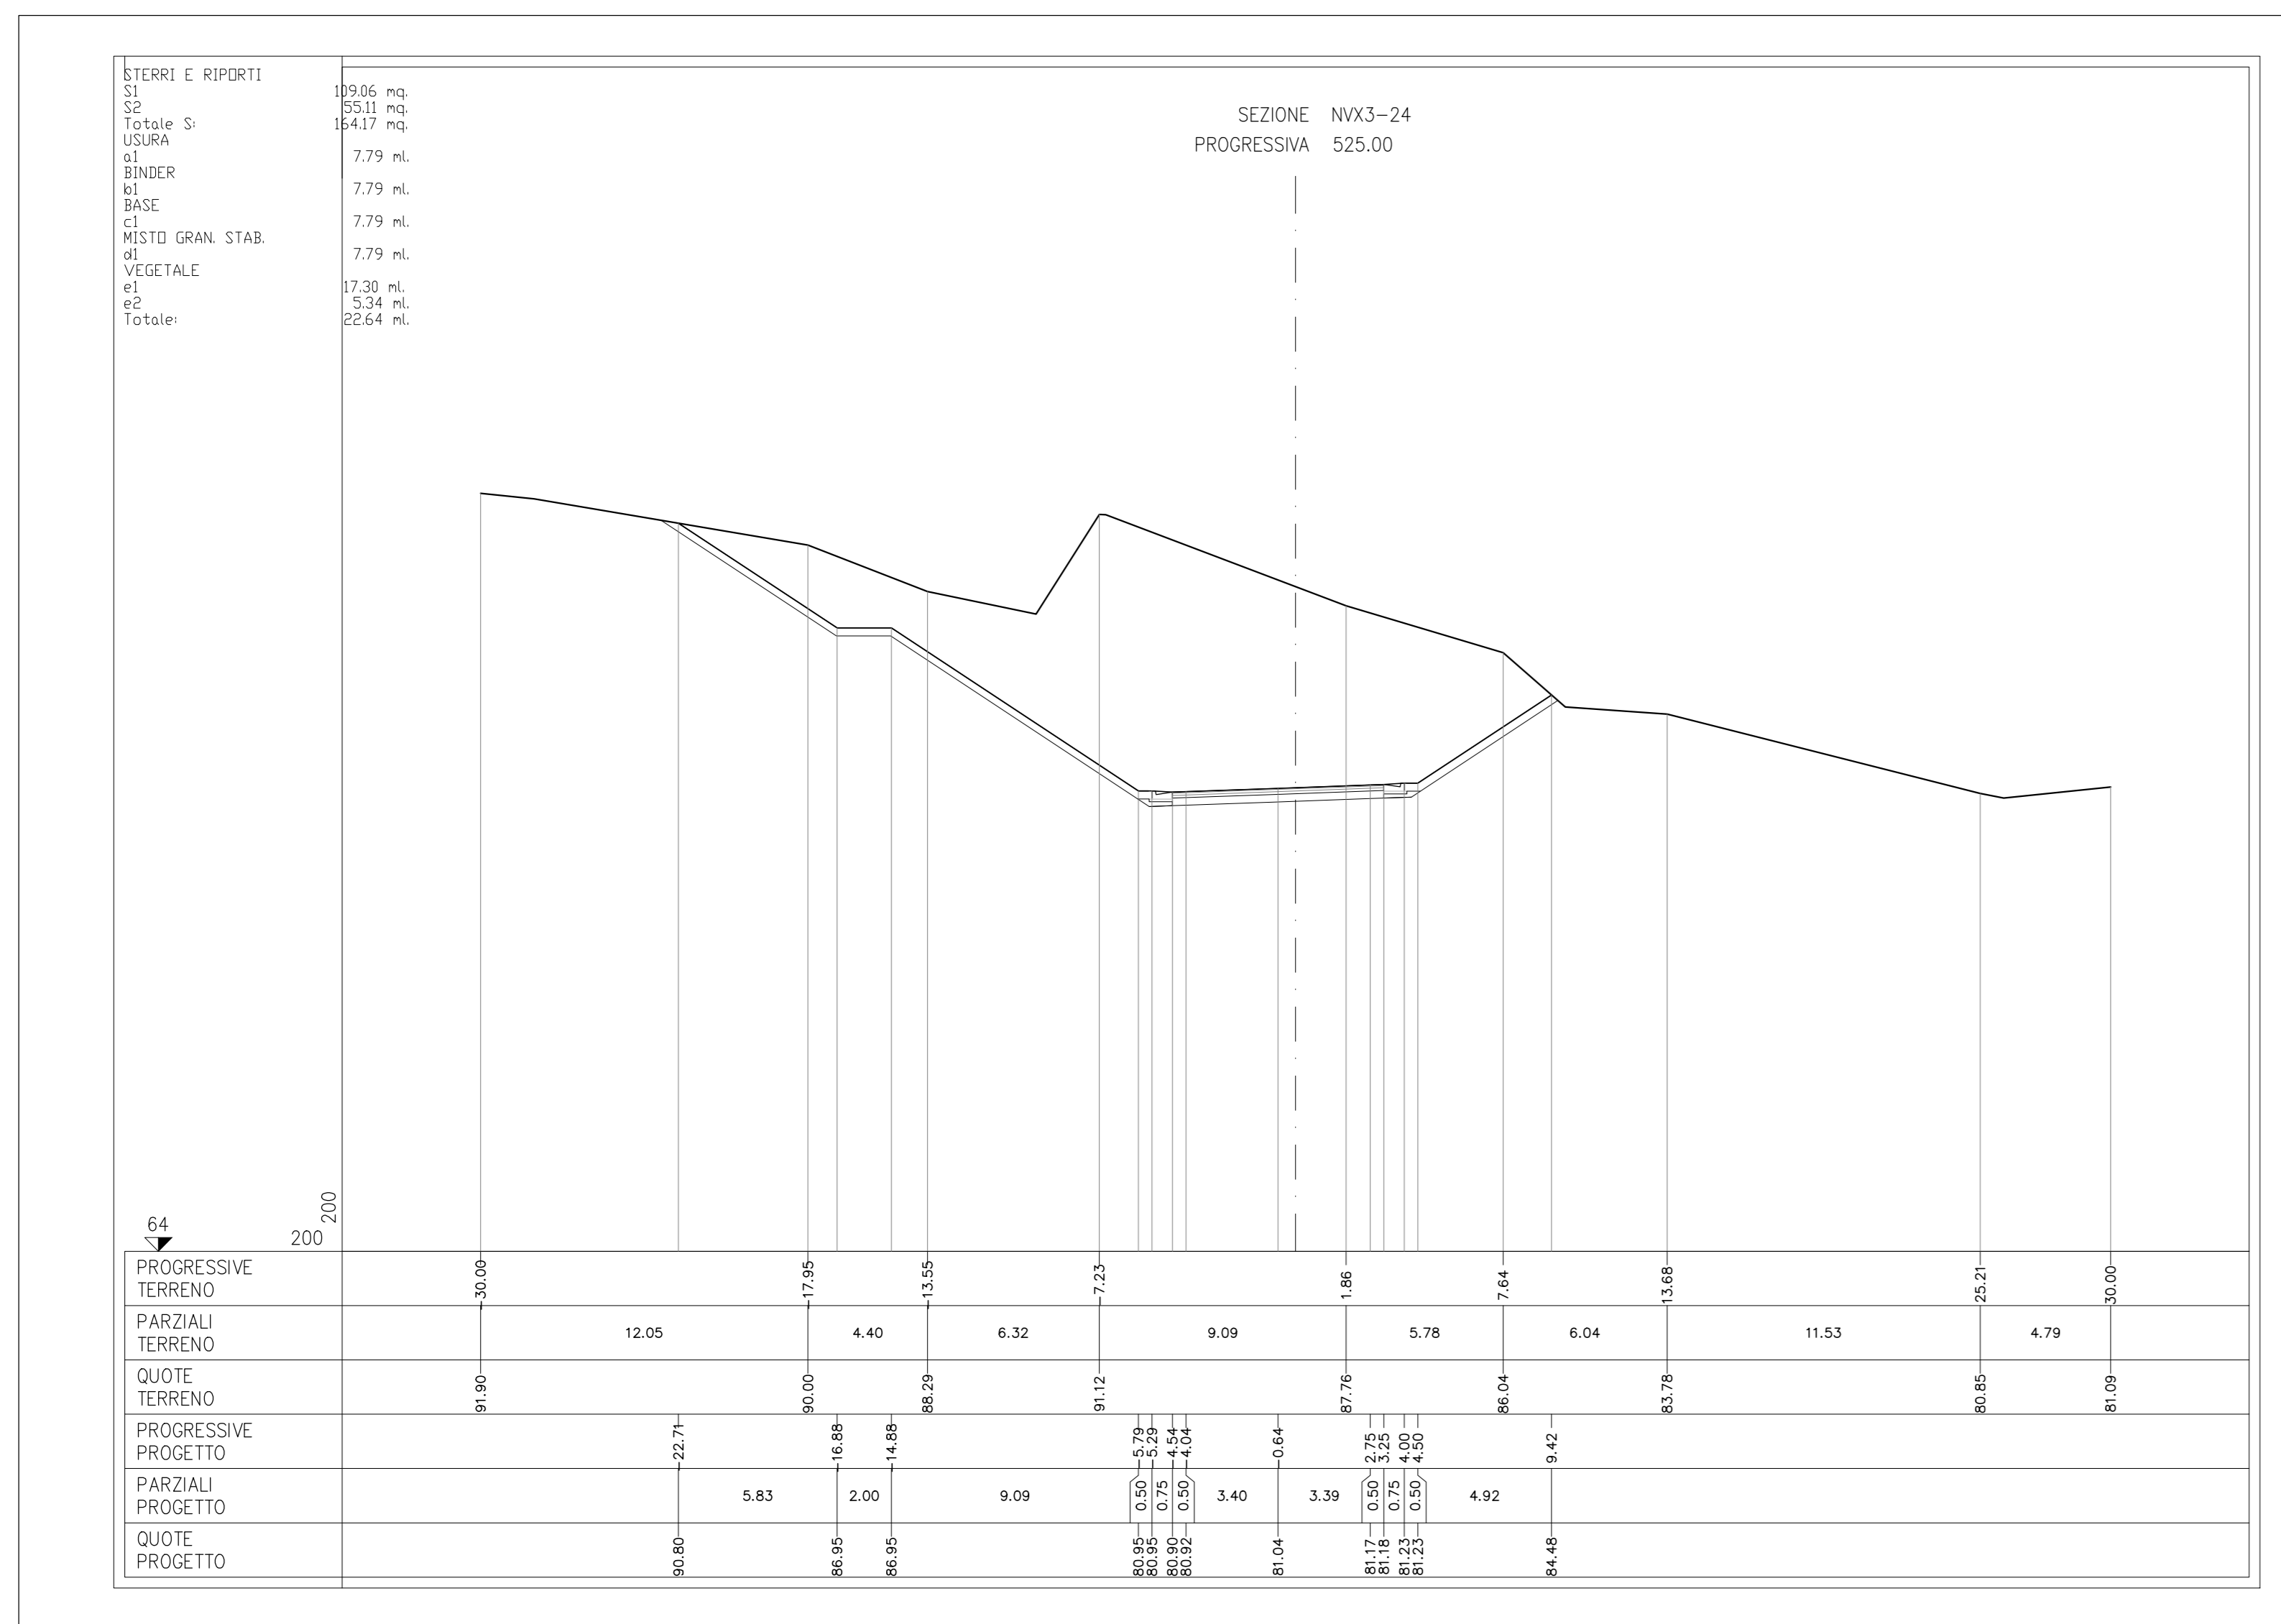 STERRI E RIPORTI
S1 109.06 mq.
S2 55.11 mq.
Totale S: 164.17 mq.
USURA
a1 7.79 ml.
BINDER
b1 7.79 ml.
BASE
c1 7.79 ml.
MISTO GRAN. STAB.
d1 7.79 ml.
VEGETALE
e1 17.30 ml.
e2 5.34 ml.
Totale: 22.64 ml.
SEZIONE NVX3-24
PROGRESSIVA 525.00
64
200
200
PROGRESSIVE
TERRENO
-30.00 -17.95 -13.55 -7.23 1.86 7.64 13.68 25.21 30.00
PARZIALI
TERRENO
12.05 4.40 6.32 9.09 5.78 6.04 11.53 4.79
QUOTE
TERRENO
91.90 90.00 88.29 91.12 87.76 86.04 83.78 80.85 81.09
PROGRESSIVE
PROGETTO
-22.71 -16.88 -14.88 -5.79 -5.29 -4.54 -4.04 -0.64 2.75 3.25 4.00 4.50 9.42
PARZIALI
PROGETTO
5.83 2.00 9.09 0.50 0.75 0.50 3.40 3.39 0.50 0.75 0.50 4.92
QUOTE
PROGETTO
90.80 86.95 86.95 80.95 80.95 80.90 80.92 81.04 81.17 81.18 81.23 81.23 84.48